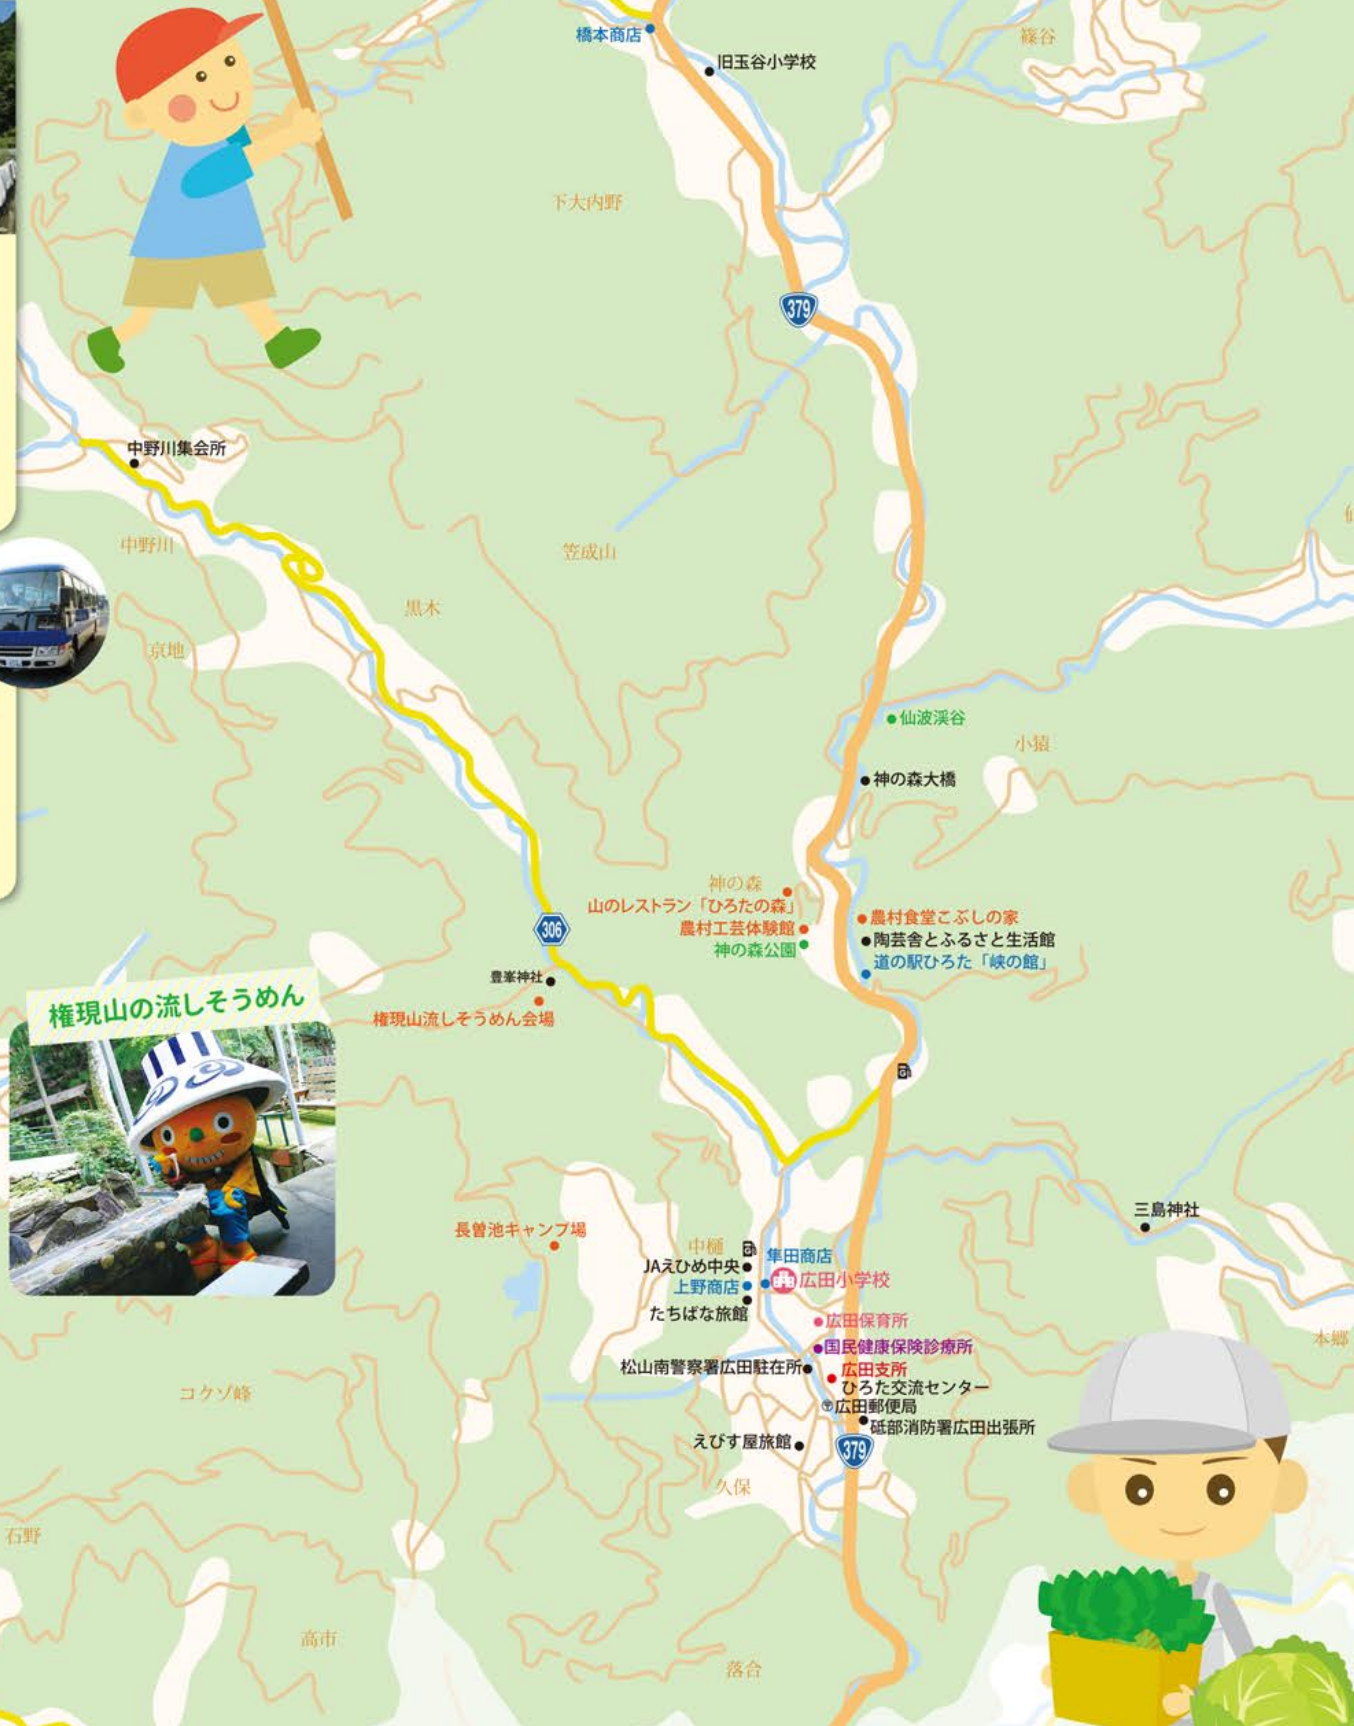 橋本商店
旧玉谷小学校
篠谷
下大内野
379
中野川集会所
中野川
笠成山
黒木
京地
仙波渓谷
小猿
神の森大橋
神の森
山のレストラン「ひろたの森」
農村工芸体験館
神の森公園
農村食堂こぶしの家
陶芸舎とふるさと生活館
道の駅ひろた「峡の館」
306
豊峯神社
権現山流しそうめん会場
権現山の流しそうめん
三島神社
長曽池キャンプ場
中樋
JAえひめ中央
上野商店
たちばな旅館
隼田商店
広田小学校
広田保育所
国民健康保険診療所
松山南警察署広田駐在所
広田支所
ひろた交流センター
〶広田郵便局
砥部消防署広田出張所
えびす屋旅館
379
本郷
コクゾ峰
久保
石野
高市
落合